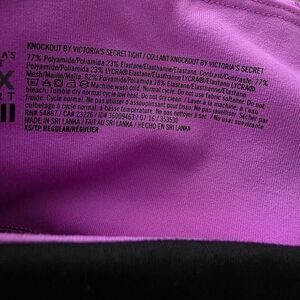 KNOCKOUT BY VICTORIA'S SECRET TIGHT / COLLANT KNOCKOUT BY VICTORIA'S SECRET
77% Polyamide/Poliamida 23% Elastane/Elasthanne/Elastano. Contrast/Contraste: 77%
Polyamide/Poliamida 23% LYCRA® Elastane/Elasthanne/Elastano.
Mesh/Maille/Malla: 82% Polyamide/Poliamida 18% LYCRA® Elastane/Elasthanne/Elastano.
Machine wash cold. Normal cycle. Do not use fabric softener. Do not
bleach. Tumble dry normal cycle low heat. Do not dry clean. Laver à la machine, à l'eau
froide. Cycle normal. Ne pas utiliser d'assouplissant pour tissu. Ne pas javelliser. Sécher par
culbutage à cycle normal à basse température. Ne pas nettoyer à sec.
RN# 54867 / CA# 23226 / ID# 36009463 / 07 16 / 353530
MADE IN SRI LANKA / FAIT AU SRI LANKA / HECHO EN SRI LANKA
XS/TP REGULAR/RÉGULIER